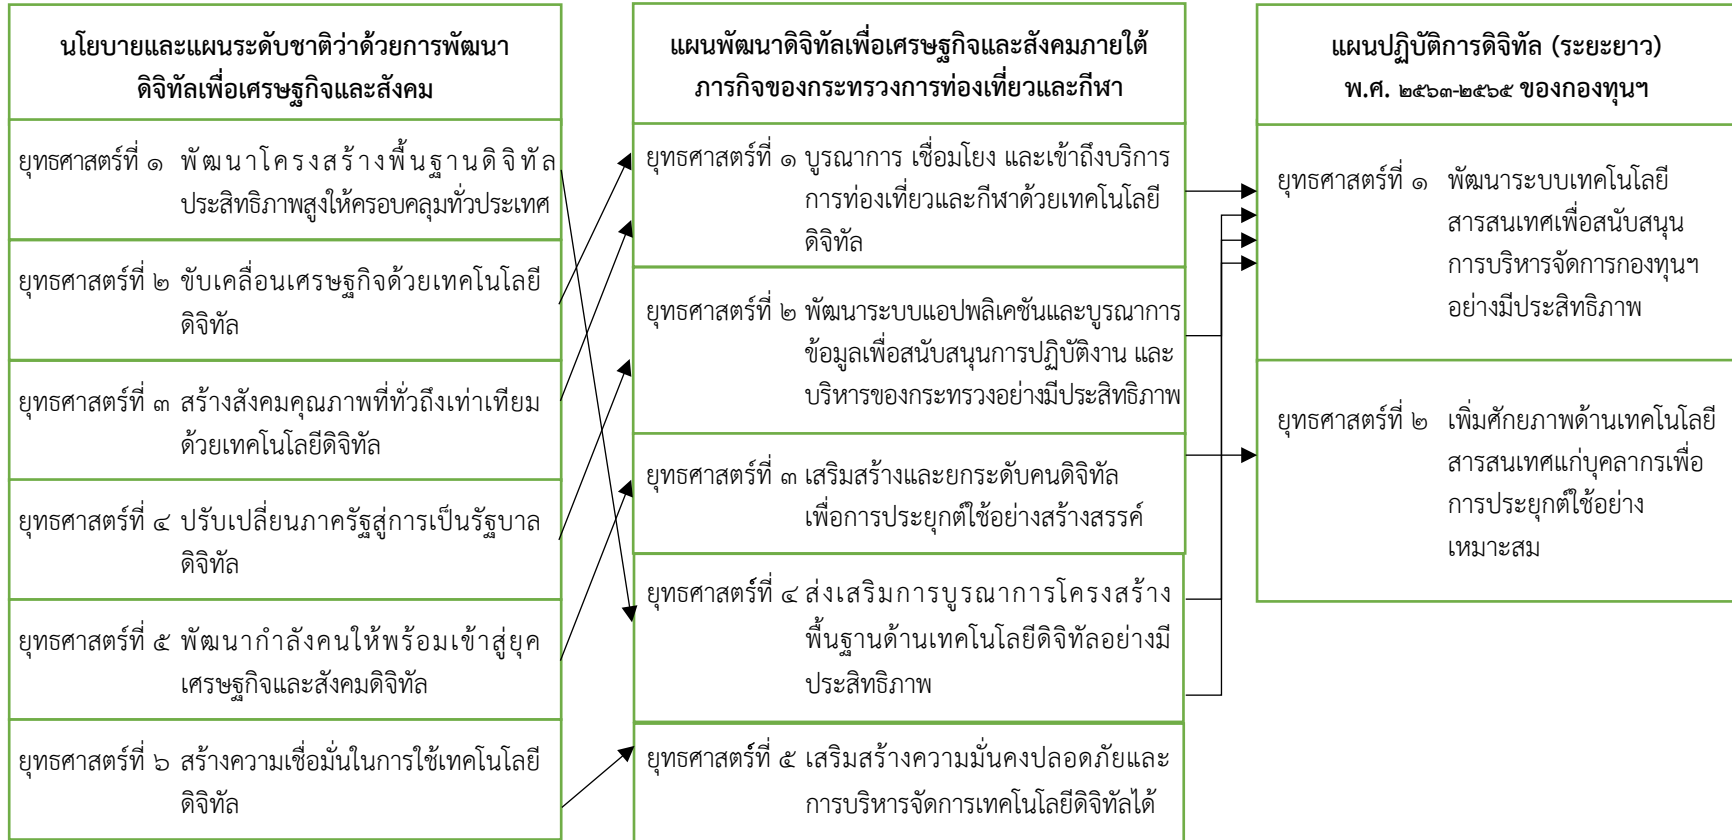 นโยบายและแผนระดับชาติว่าด้วยการพัฒนา
ดิจิทัลเพื่อเศรษฐกิจและสังคม
ยุทธศาสตร์ที่ ๑ พัฒนาโครงสร้างพื้นฐานดิจิทัล
ประสิทธิภาพสูงให้ครอบคลุมทั่วประเทศ
ยุทธศาสตร์ที่ ๒ ขับเคลื่อนเศรษฐกิจด้วยเทคโนโลยี
ดิจิทัล
ยุทธศาสตร์ที่ ๓ สร้างสังคมคุณภาพที่ทั่วถึงเท่าเทียม
ด้วยเทคโนโลยีดิจิทัล
ยุทธศาสตร์ที่ ๔ ปรับเปลี่ยนภาครัฐสู่การเป็นรัฐบาล
ดิจิทัล
ยุทธศาสตร์ที่ ๕ พัฒนากำลังคนให้พร้อมเข้าสู่ยุค
เศรษฐกิจและสังคมดิจิทัล
ยุทธศาสตร์ที่ ๖ สร้างความเชื่อมั่นในการใช้เทคโนโลยี
ดิจิทัล
แผนพัฒนาดิจิทัลเพื่อเศรษฐกิจและสังคมภายใต้
ภารกิจของกระทรวงการท่องเที่ยวและกีฬา
ยุทธศาสตร์ที่ ๑ บูรณาการ เชื่อมโยง และเข้าถึงบริการ
การท่องเที่ยวและกีฬาด้วยเทคโนโลยี
ดิจิทัล
ยุทธศาสตร์ที่ ๒ พัฒนาระบบแอปพลิเคชันและบูรณาการ
ข้อมูลเพื่อสนับสนุนการปฏิบัติงาน และ
บริหารของกระทรวงอย่างมีประสิทธิภาพ
ยุทธศาสตร์ที่ ๓ เสริมสร้างและยกระดับคนดิจิทัล
เพื่อการประยุกต์ใช้อย่างสร้างสรรค์
ยุทธศาสตร์ที่ ๔ ส่งเสริมการบูรณาการโครงสร้าง
พื้นฐานด้านเทคโนโลยีดิจิทัลอย่างมี
ประสิทธิภาพ
ยุทธศาสตร์ที่ ๕ เสริมสร้างความมั่นคงปลอดภัยและ
การบริหารจัดการเทคโนโลยีดิจิทัลได้
แผนปฏิบัติการดิจิทัล (ระยะยาว)
พ.ศ. ๒๕๖๓-๒๕๖๕ ของกองทุนฯ
ยุทธศาสตร์ที่ ๑ พัฒนาระบบเทคโนโลยี
สารสนเทศเพื่อสนับสนุน
การบริหารจัดการกองทุนฯ
อย่างมีประสิทธิภาพ
ยุทธศาสตร์ที่ ๒ เพิ่มศักยภาพด้านเทคโนโลยี
สารสนเทศแก่บุคลากรเพื่อ
การประยุกต์ใช้อย่าง
เหมาะสม